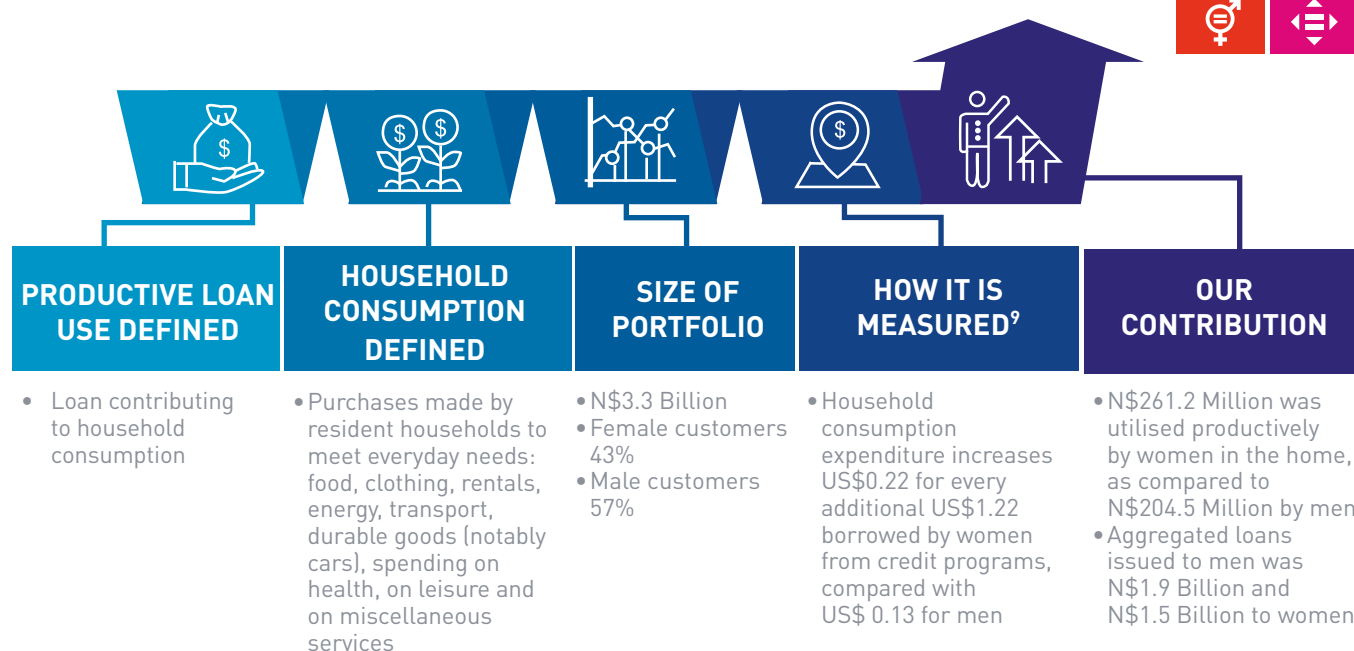 PRODUCTIVE LOAN
USE DEFINED
• Loan contributing
to household
consumption
HOUSEHOLD
CONSUMPTION
DEFINED
• Purchases made by
resident households to
meet everyday needs:
food, clothing, rentals,
energy, transport,
durable goods (notably
cars), spending on
health, on leisure and
on miscellaneous
services
SIZE OF
PORTFOLIO
• N$3.3 Billion
• Female customers
43%
• Male customers
57%
HOW IT IS
MEASURED⁹
• Household
consumption
expenditure increases
US$0.22 for every
additional US$1.22
borrowed by women
from credit programs,
compared with
US$ 0.13 for men
OUR
CONTRIBUTION
• N$261.2 Million was
utilised productively
by women in the home,
as compared to
N$204.5 Million by men
• Aggregated loans
issued to men was
N$1.9 Billion and
N$1.5 Billion to women